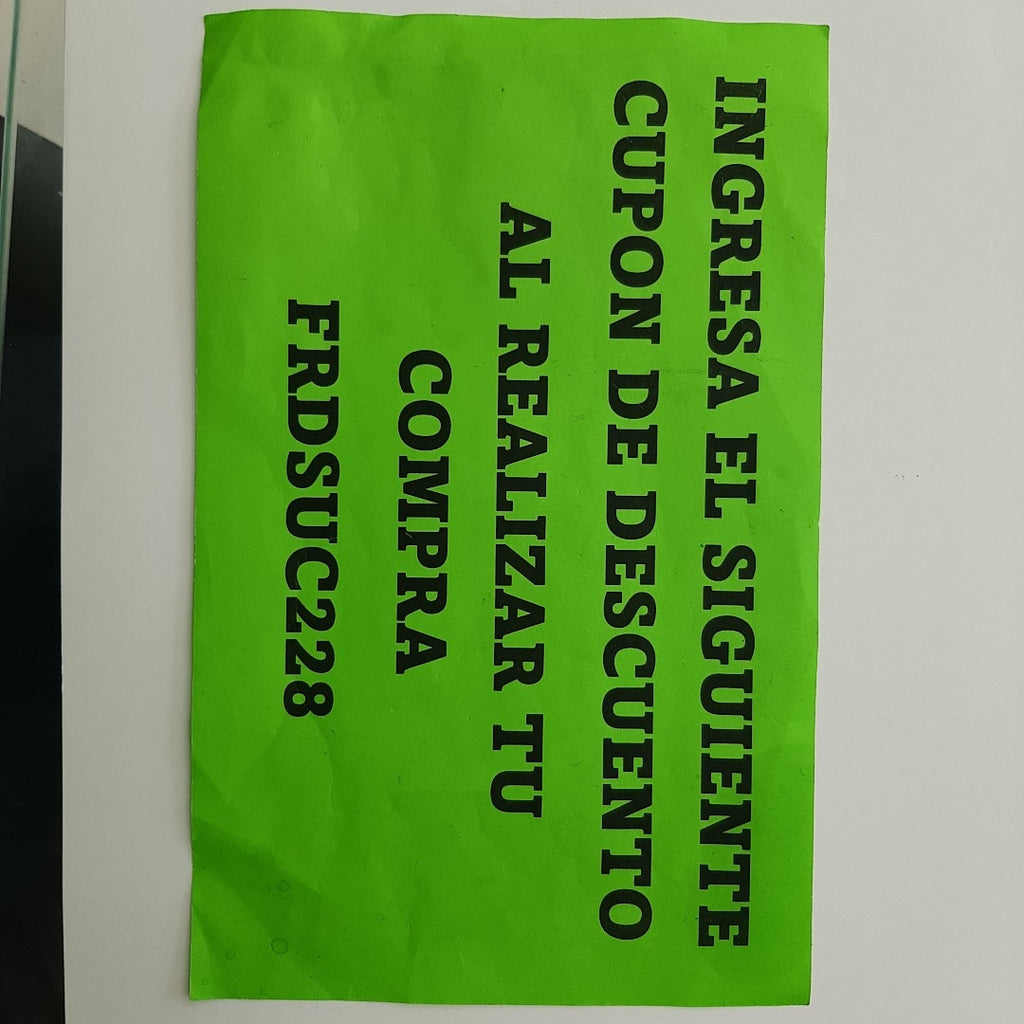 INGRESA EL SIGUIENTE
CUPON DE DESCUENTO
AL REALIZAR TU
COMPRA
FRDSUC228